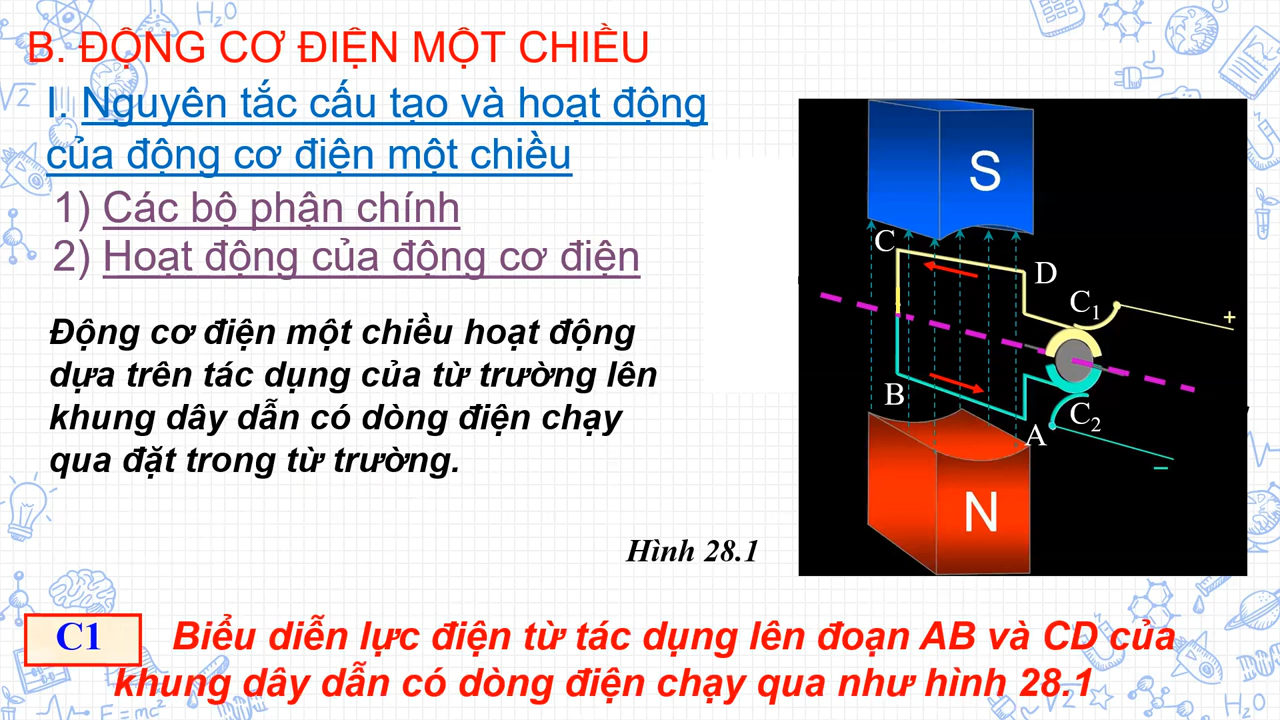 B. ĐỘNG CƠ ĐIỆN MỘT CHIỀU
I. Nguyên tắc cấu tạo và hoạt động
của động cơ điện một chiều
1) Các bộ phận chính
2) Hoạt động của động cơ điện
Động cơ điện một chiều hoạt động
dựa trên tác dụng của từ trường lên
khung dây dẫn có dòng điện chạy
qua đặt trong từ trường.
S
C
D
C1
+
B
A
C2
–
N
Hình 28.1
C1 Biểu diễn lực điện từ tác dụng lên đoạn AB và CD của
khung dây dẫn có dòng điện chạy qua như hình 28.1
H₂O
√2
E=mc²
H₂O